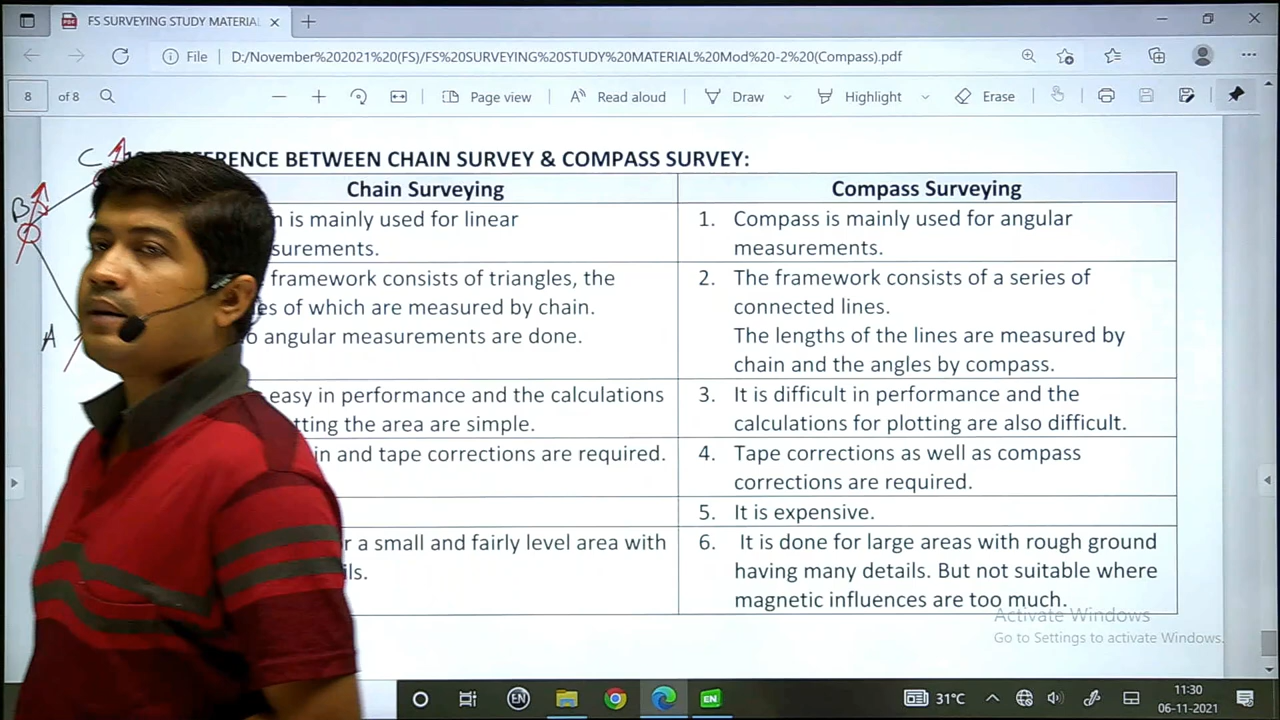 FS SURVEYING STUDY MATERIAL
File D:/November%202021%20(FS)/FS%20SURVEYING%20STUDY%20MATERIAL%20Mod%20-2%20(Compass).pdf
8 of 8 Page view Read aloud Draw Highlight Erase
BETWEEN CHAIN SURVEY & COMPASS SURVEY:
C
B
A
Chain Surveying
is mainly used for linear
framework consists of triangles, the
of which are measured by chain.
angular measurements are done.
easy in performance and the calculations
the area are simple.
and tape corrections are required.
a small and fairly level area with
Compass Surveying
1. Compass is mainly used for angular
measurements.
2. The framework consists of a series of
connected lines.
The lengths of the lines are measured by
chain and the angles by compass.
3. It is difficult in performance and the
calculations for plotting are also difficult.
4. Tape corrections as well as compass
corrections are required.
5. It is expensive.
6. It is done for large areas with rough ground
having many details. But not suitable where
magnetic influences are too much.
Activate Windows
Go to Settings to activate Windows.
EN EN 31°C 11:30
06-11-2021